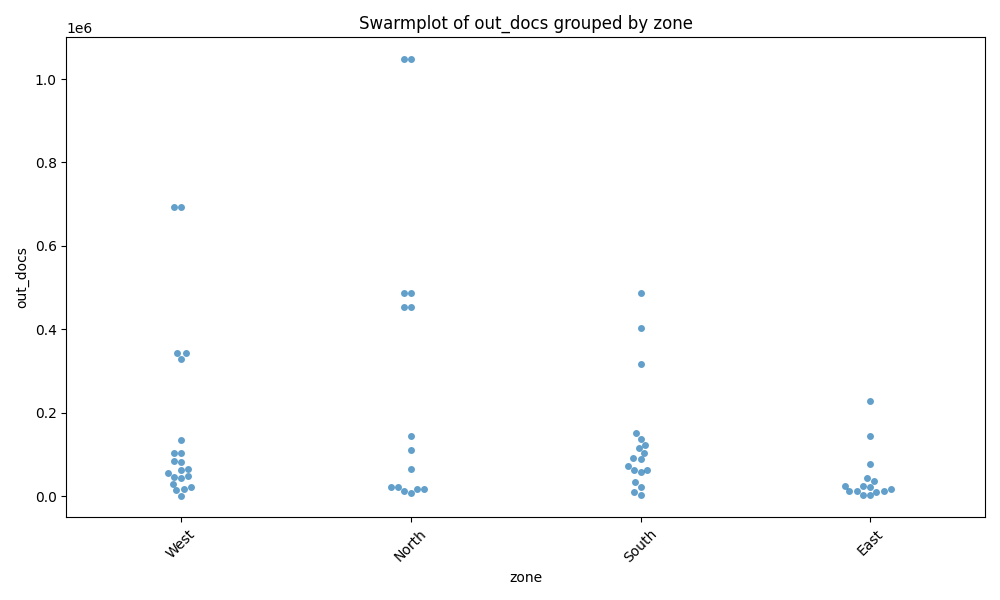 Swarmplot of out_docs grouped by zone
1e6
1.0
0.8
0.6
0.4
0.2
0.0
out_docs
West
North
South
East
zone